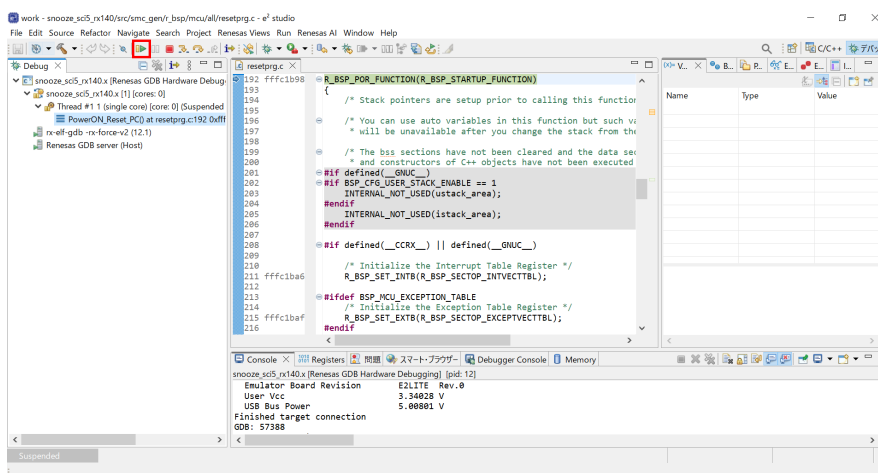 work - snooze_sci5_rx140/src/smc_gen/r_bsp/mcu/all/resetprg.c - e² studio
File Edit Source Refactor Navigate Search Project Renesas Views Run Renesas AI Window Help
C/C++ デバ
Debug
snooze_sci5_rx140.x [Renesas GDB Hardware Debug
snooze_sci5_rx140.x [1] [cores: 0]
Thread #1 1 (single core) [core: 0] (Suspended
PowerON_Reset_PC() at resetprg.c:192 0xfff
rx-elf-gdb -rx-force-v2 (12.1)
Renesas GDB server (Host)
resetprg.c
192 fffc1b98 R_BSP_POR_FUNCTION(R_BSP_STARTUP_FUNCTION)
193 {
194 /* Stack pointers are setup prior to calling this function
195
196 /* You can use auto variables in this function but such va
197 * will be unavailable after you change the stack from the
198
199 /* The bss sections have not been cleared and the data sec
200 * and constructors of C++ objects have not been executed
201 #if defined(__GNUC__)
202 #if BSP_CFG_USER_STACK_ENABLE == 1
203 INTERNAL_NOT_USED(ustack_area);
204 #endif
205 INTERNAL_NOT_USED(istack_area);
206 #endif
207
208 #if defined(__CCRX__) || defined(__GNUC__)
209
210 /* Initialize the Interrupt Table Register */
211 fffc1ba6 R_BSP_SET_INTB(R_BSP_SECTOP_INTVECTTBL);
212
213 #ifdef BSP_MCU_EXCEPTION_TABLE
214 /* Initialize the Exception Table Register */
215 fffc1baf R_BSP_SET_EXTB(R_BSP_SECTOP_EXCEPTVECTTBL);
216 #endif
(x)= V... B... P... E... E... I...
Name Type Value
Console Registers 問題 スマート・ブラウザー Debugger Console Memory
snooze_sci5_rx140.x [Renesas GDB Hardware Debugging] [pid: 12]
Emulator Board Revision E2LITE Rev.0
User Vcc 3.34028 V
USB Bus Power 5.00801 V
Finished target connection
GDB: 57388
Suspended